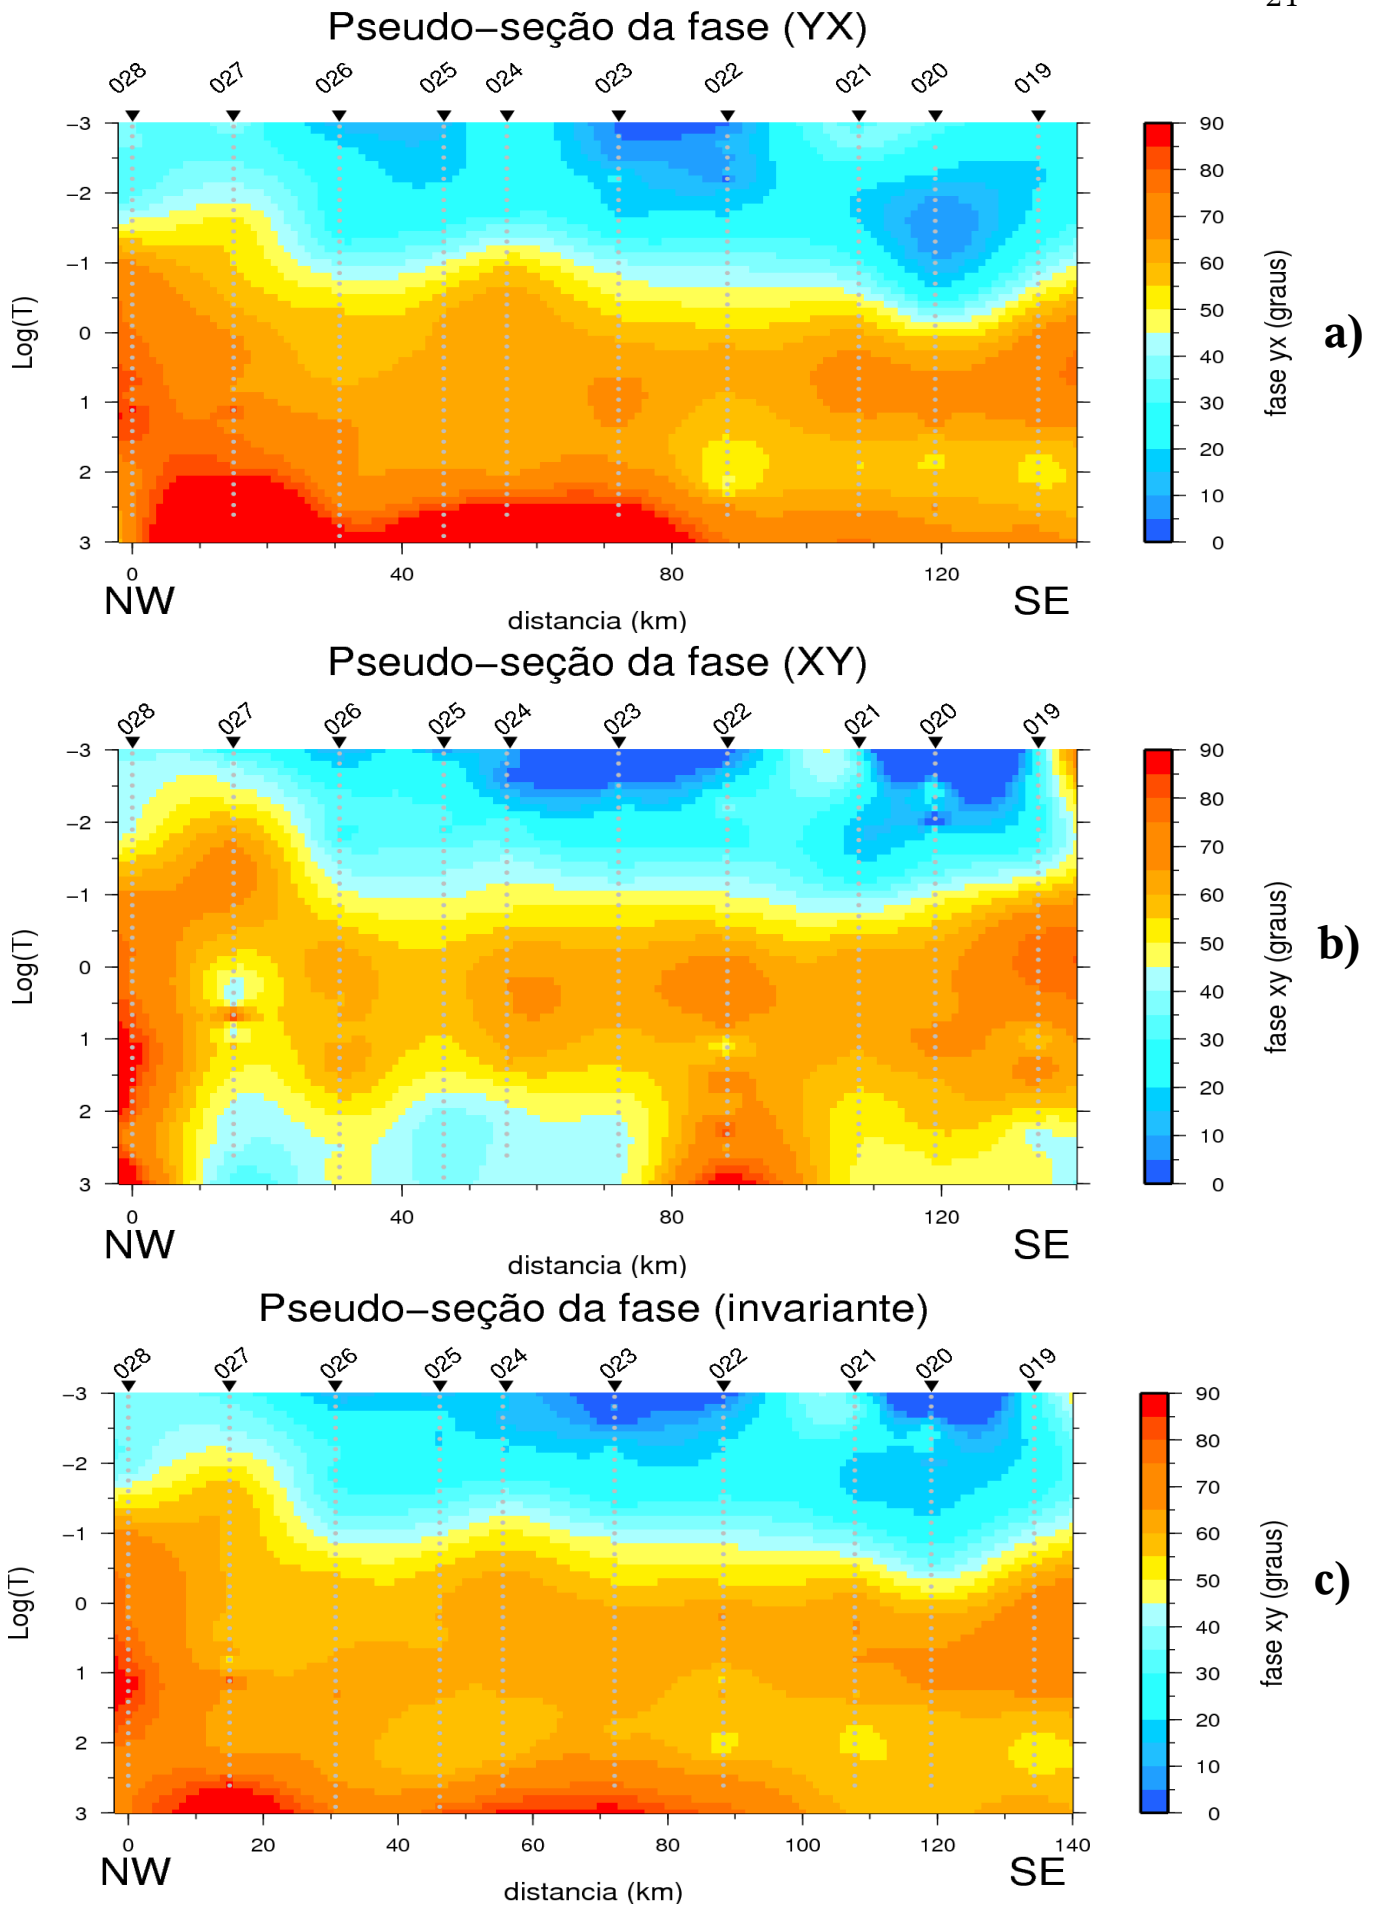 Pseudo−seção da fase (YX)
028 027 026 025 024 023 022 021 020 019
−3
−2
−1
0
1
2
3
Log(T)
0 40 80 120
NW SE
distancia (km)
90
80
70
60
50
40
30
20
10
0
fase yx (graus)
a)
Pseudo−seção da fase (XY)
028 027 026 025 024 023 022 021 020 019
−3
−2
−1
0
1
2
3
Log(T)
0 40 80 120
NW SE
distancia (km)
90
80
70
60
50
40
30
20
10
0
fase xy (graus)
b)
Pseudo−seção da fase (invariante)
028 027 026 025 024 023 022 021 020 019
−3
−2
−1
0
1
2
3
Log(T)
0 20 40 60 80 100 120 140
NW SE
distancia (km)
90
80
70
60
50
40
30
20
10
0
fase xy (graus)
c)